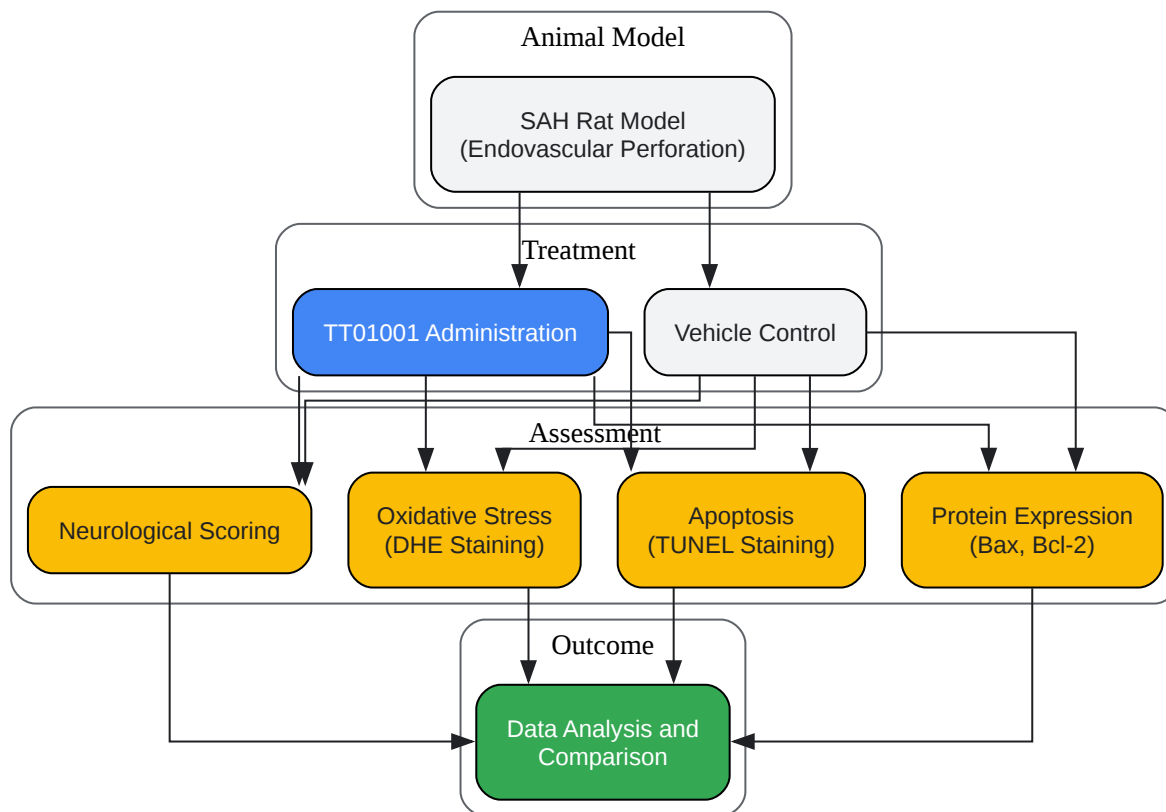 Animal Model
SAH Rat Model
(Endovascular Perforation)
Treatment
TT01001 Administration
Vehicle Control
Assessment
Neurological Scoring
Oxidative Stress
(DHE Staining)
Apoptosis
(TUNEL Staining)
Protein Expression
(Bax, Bcl-2)
Outcome
Data Analysis and
Comparison